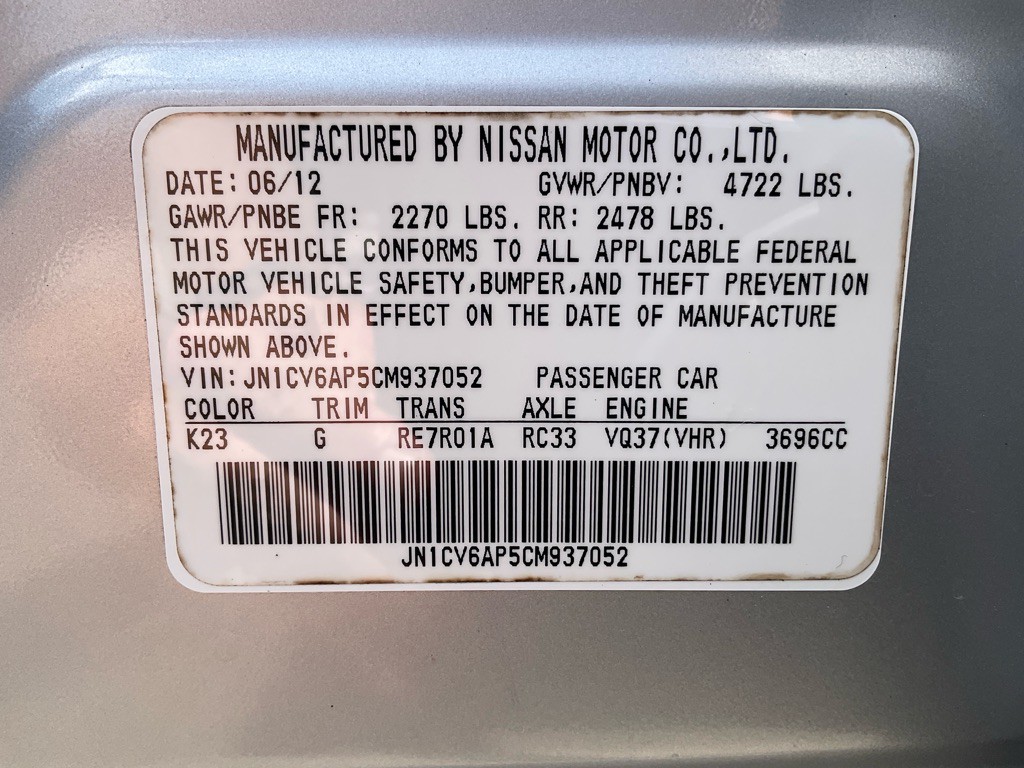 MANUFACTURED BY NISSAN MOTOR CO.,LTD.
DATE: 06/12 GVWR/PNBV: 4722 LBS.
GAWR/PNBE FR: 2270 LBS. RR: 2478 LBS.
THIS VEHICLE CONFORMS TO ALL APPLICABLE FEDERAL
MOTOR VEHICLE SAFETY,BUMPER,AND THEFT PREVENTION
STANDARDS IN EFFECT ON THE DATE OF MANUFACTURE
SHOWN ABOVE.
VIN: JN1CV6AP5CM937052 PASSENGER CAR
COLOR TRIM TRANS AXLE ENGINE
K23 G RE7R01A RC33 VQ37(VHR) 3696CC
JN1CV6AP5CM937052